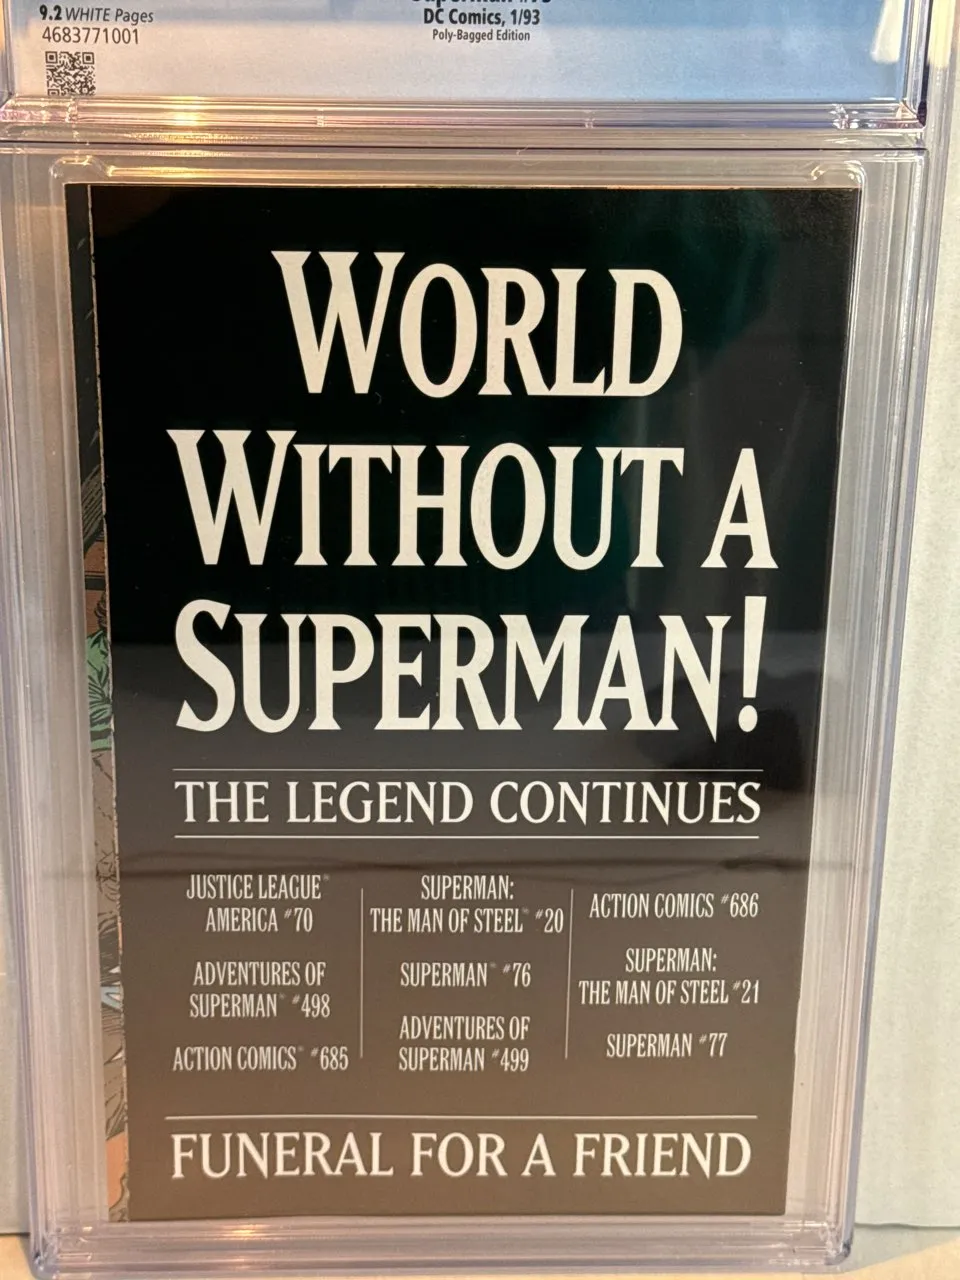 9.2 WHITE Pages
4683771001
Superman #75
DC Comics, 1/93
Poly-Bagged Edition
WORLD
WITHOUT A
SUPERMAN!
THE LEGEND CONTINUES
JUSTICE LEAGUE
AMERICA #70
ADVENTURES OF
SUPERMAN #498
ACTION COMICS #685
SUPERMAN:
THE MAN OF STEEL #20
SUPERMAN #76
ADVENTURES OF
SUPERMAN #499
ACTION COMICS #686
SUPERMAN:
THE MAN OF STEEL #21
SUPERMAN #77
FUNERAL FOR A FRIEND